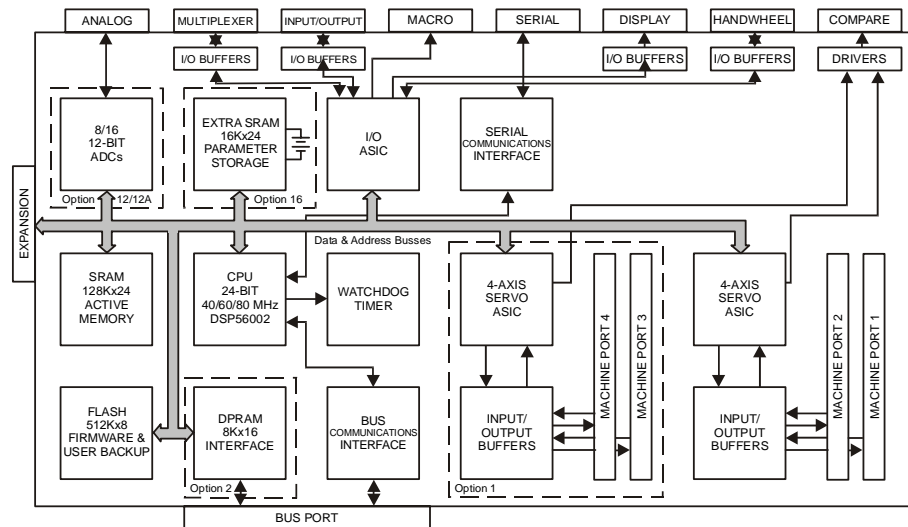 ANALOG
MULTIPLEXER
INPUT/OUTPUT
MACRO
SERIAL
DISPLAY
HANDWHEEL
COMPARE
I/O BUFFERS
I/O BUFFERS
I/O BUFFERS
I/O BUFFERS
DRIVERS
8/16
12-BIT
ADCs
Option 12/12A
EXTRA SRAM
16Kx24
PARAMETER
STORAGE
Option 16
I/O
ASIC
SERIAL
COMMUNICATIONS
INTERFACE
EXPANSION
Data & Address Busses
SRAM
128Kx24
ACTIVE
MEMORY
CPU
24-BIT
40/60/80 MHz
DSP56002
WATCHDOG
TIMER
4-AXIS
SERVO
ASIC
MACHINE PORT 4
MACHINE PORT 3
4-AXIS
SERVO
ASIC
MACHINE PORT 2
MACHINE PORT 1
FLASH
512Kx8
FIRMWARE &
USER BACKUP
DPRAM
8Kx16
INTERFACE
Option 2
BUS
COMMUNICATIONS
INTERFACE
INPUT/
OUTPUT
BUFFERS
Option 1
INPUT/
OUTPUT
BUFFERS
BUS PORT